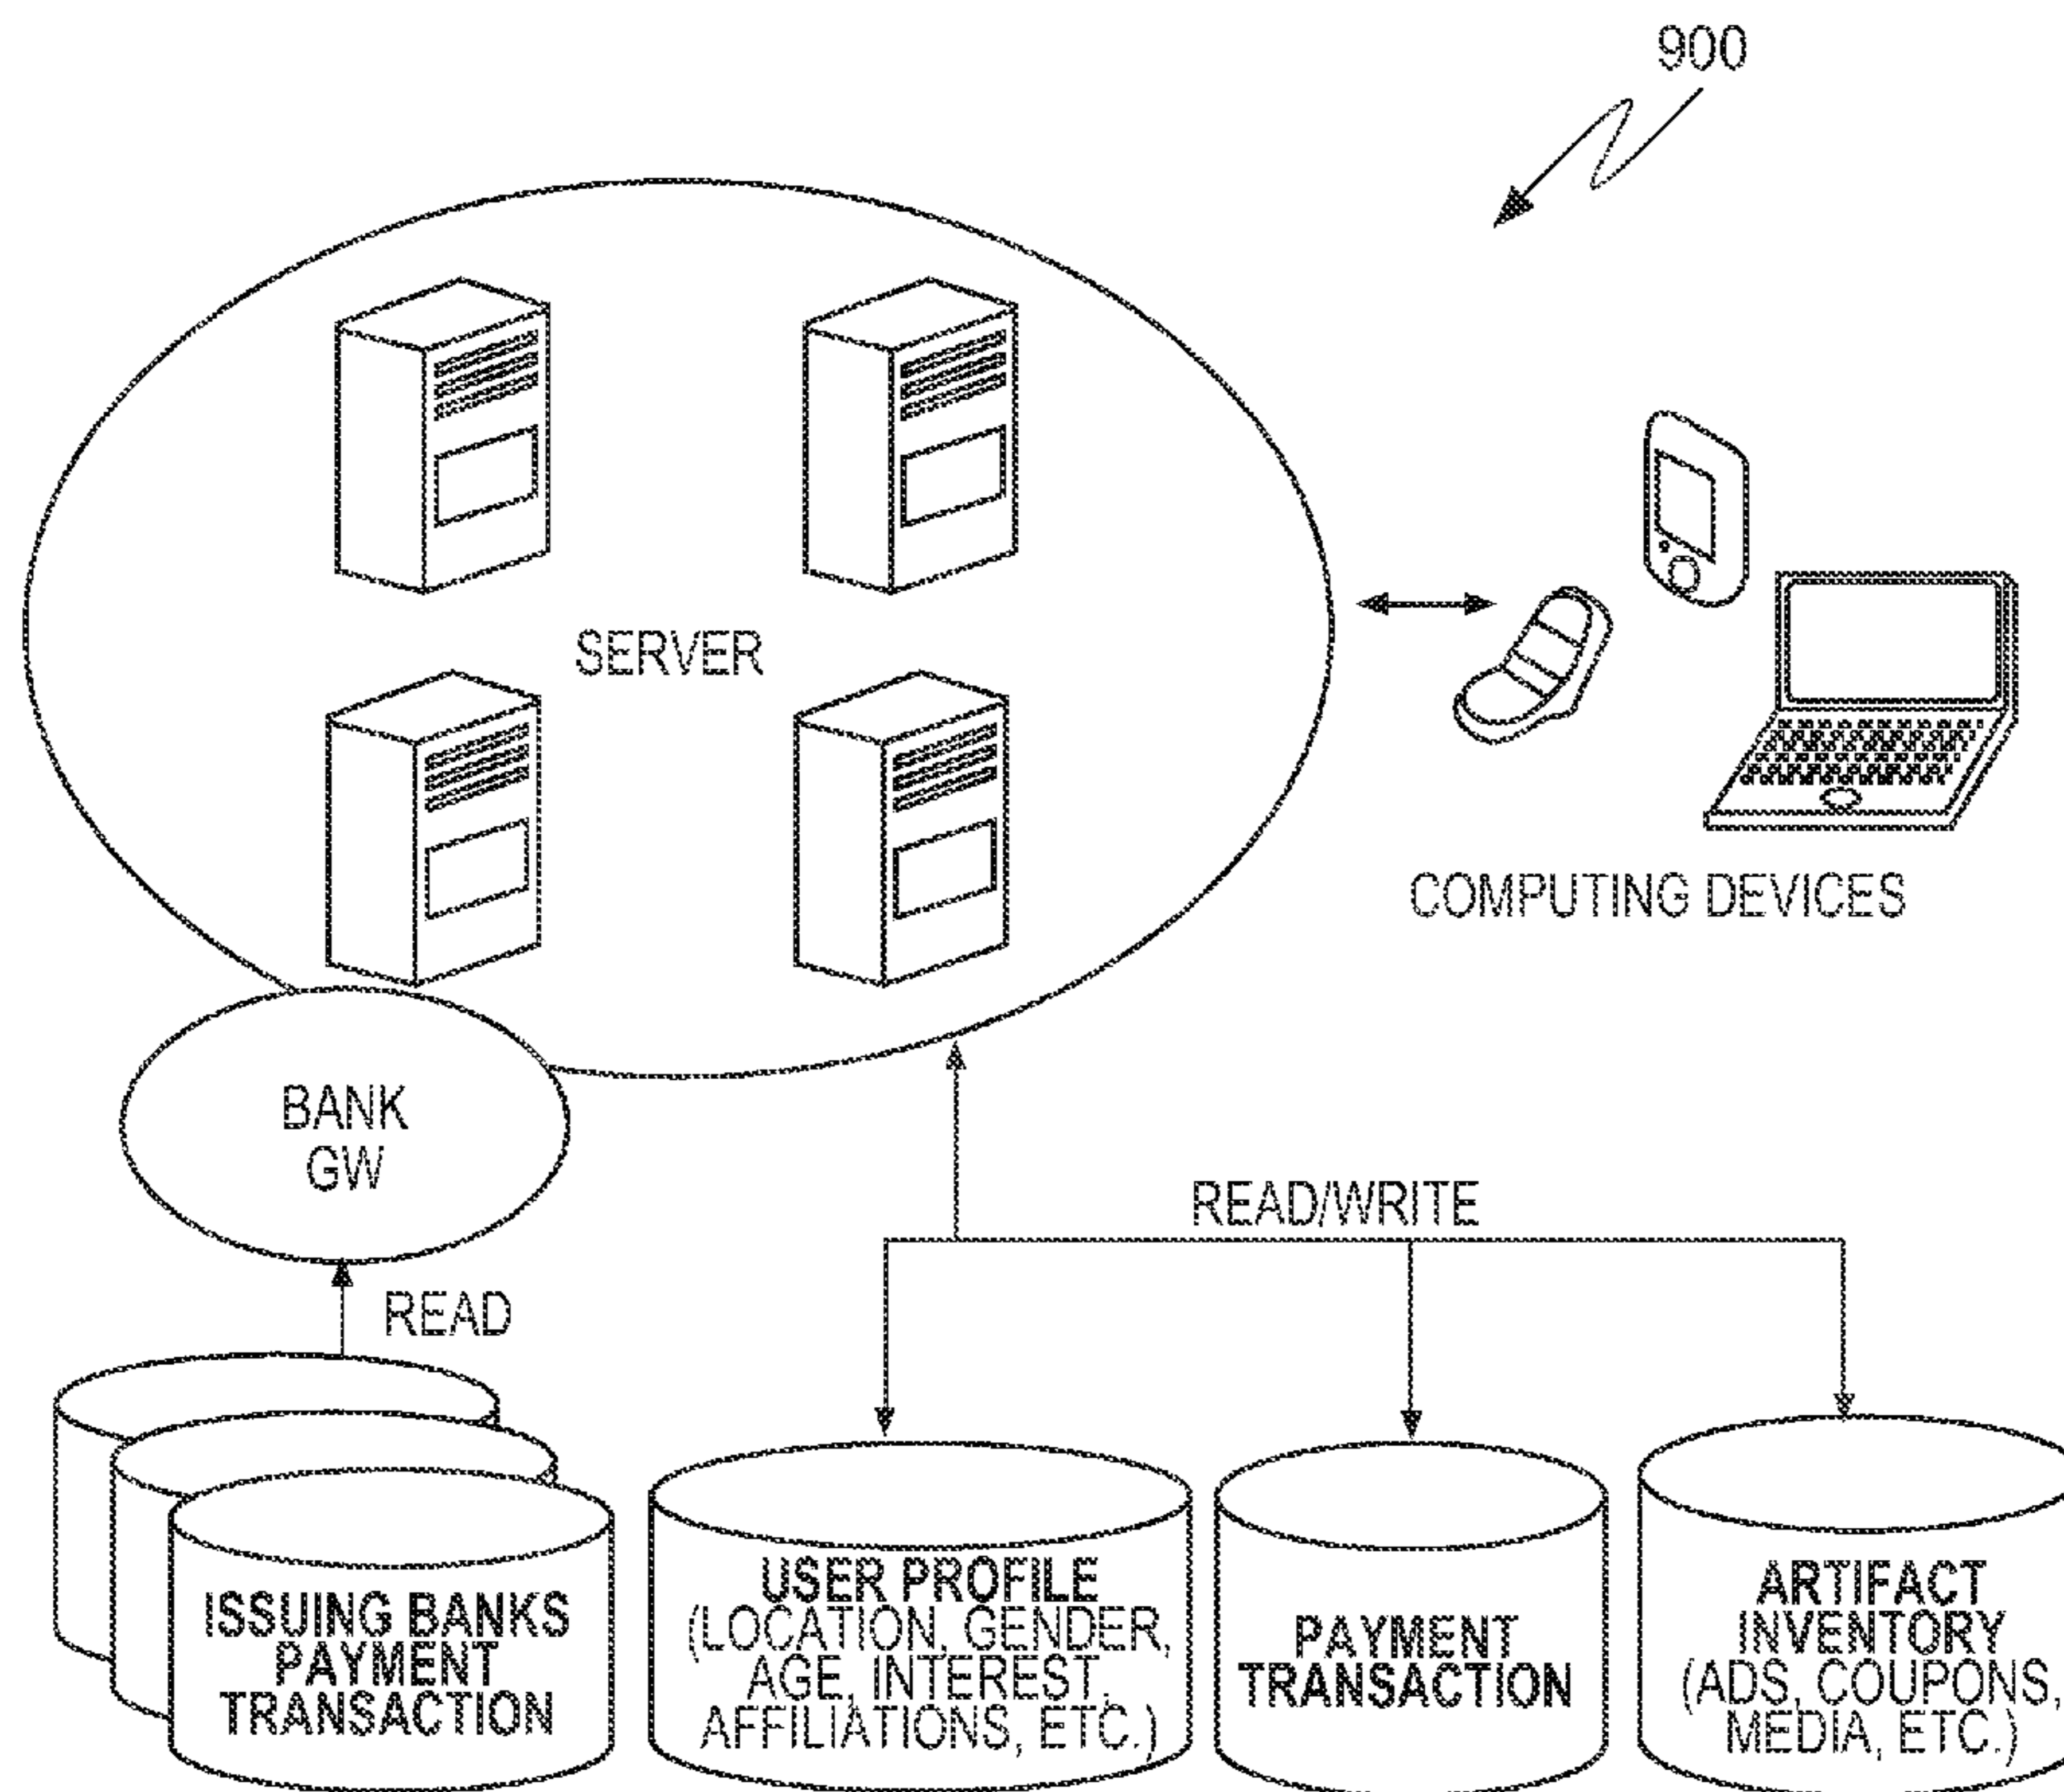 900
SERVER
COMPUTING DEVICES
BANK
GW
READ/WRITE
READ
ISSUING BANKS
PAYMENT
TRANSACTION
USER PROFILE
(LOCATION, GENDER,
AGE, INTEREST,
AFFILIATIONS, ETC.)
PAYMENT
TRANSACTION
ARTIFACT
INVENTORY
(ADS, COUPONS,
MEDIA, ETC.)